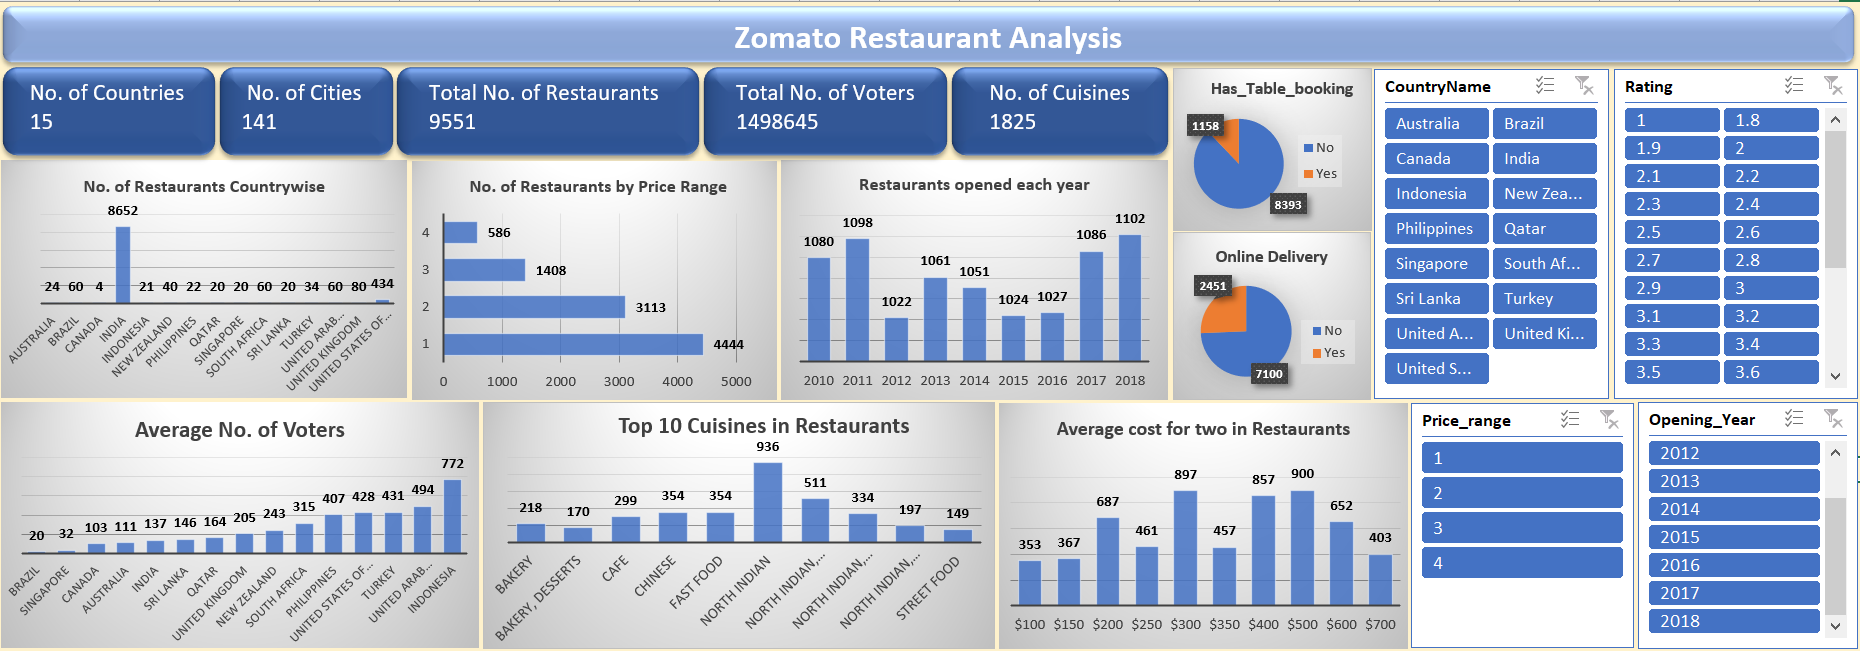 Zomato Restaurant Analysis
No. of Countries
15
No. of Cities
141
Total No. of Restaurants
9551
Total No. of Voters
1498645
No. of Cuisines
1825
Has_Table_booking
1158
8393
No
Yes
Online Delivery
2451
7100
No
Yes
CountryName
Australia
Brazil
Canada
India
Indonesia
New Zea...
Philippines
Qatar
Singapore
South Af...
Sri Lanka
Turkey
United A...
United Ki...
United S...
Rating
1
1.8
1.9
2
2.1
2.2
2.3
2.4
2.5
2.6
2.7
2.8
2.9
3
3.1
3.2
3.3
3.4
3.5
3.6
No. of Restaurants Countrywise
8652
24 60 4 21 40 22 20 20 60 20 34 60 80 434
AUSTRALIA
BRAZIL
CANADA
INDIA
INDONESIA
NEW ZEALAND
PHILIPPINES
QATAR
SINGAPORE
SOUTH AFRICA
SRI LANKA
TURKEY
UNITED ARAB...
UNITED KINGDOM
UNITED STATES OF...
No. of Restaurants by Price Range
4
586
3
1408
2
3113
1
4444
0 1000 2000 3000 4000 5000
Restaurants opened each year
1080 1098 1022 1061 1051 1024 1027 1086 1102
2010 2011 2012 2013 2014 2015 2016 2017 2018
Average No. of Voters
20 32 103 111 137 146 164 205 243 315 407 428 431 494 772
BRAZIL
SINGAPORE
CANADA
AUSTRALIA
INDIA
SRI LANKA
QATAR
UNITED KINGDOM
NEW ZEALAND
SOUTH AFRICA
PHILIPPINES
UNITED STATES OF...
TURKEY
UNITED ARAB...
INDONESIA
Top 10 Cuisines in Restaurants
218 170 299 354 354 936 511 334 197 149
BAKERY
BAKERY, DESSERTS
CAFE
CHINESE
FAST FOOD
NORTH INDIAN
NORTH INDIAN,...
NORTH INDIAN,...
NORTH INDIAN,...
STREET FOOD
Average cost for two in Restaurants
353 367 687 461 897 457 857 900 652 403
$100 $150 $200 $250 $300 $350 $400 $500 $600 $700
Price_range
1
2
3
4
Opening_Year
2012
2013
2014
2015
2016
2017
2018